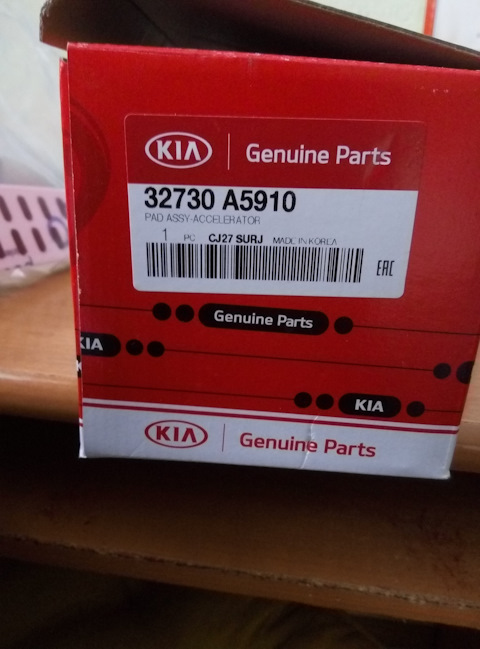 KIA Genuine Parts
32730 A5910
PAD ASSY-ACCELERATOR
1 PC CJ27 SURJ MADE IN KOREA
EAC
Genuine Parts
KIA
KIA
KIA Genuine Parts